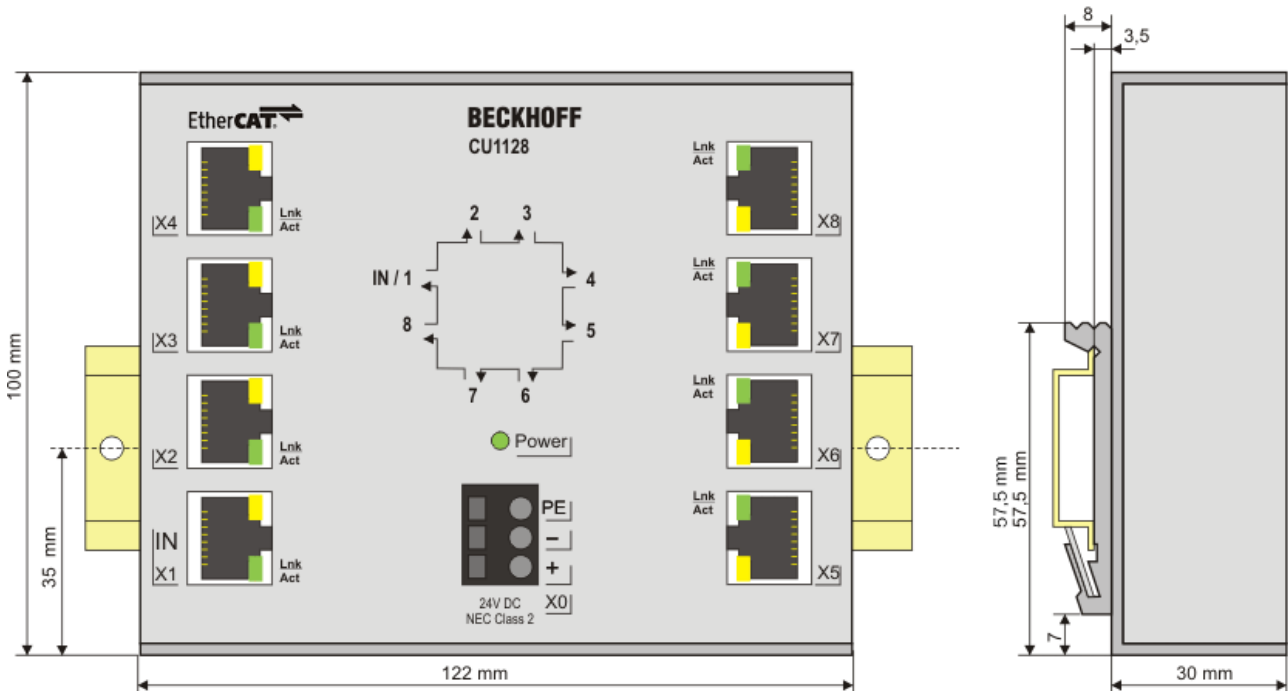 8
3,5
EtherCAT®
BECKHOFF
CU1128
Lnk
Act
X4
Lnk
Act
X8
2 3
IN / 1
4
8
5
7 6
Lnk
Act
X3
Lnk
Act
X7
100 mm
Lnk
Act
X2
Lnk
Act
X6
Power
35 mm
IN
X1
Lnk
Act
PE
–
+
X0
24V DC
NEC Class 2
Lnk
Act
X5
122 mm
57,5 mm
57,5 mm
7
30 mm